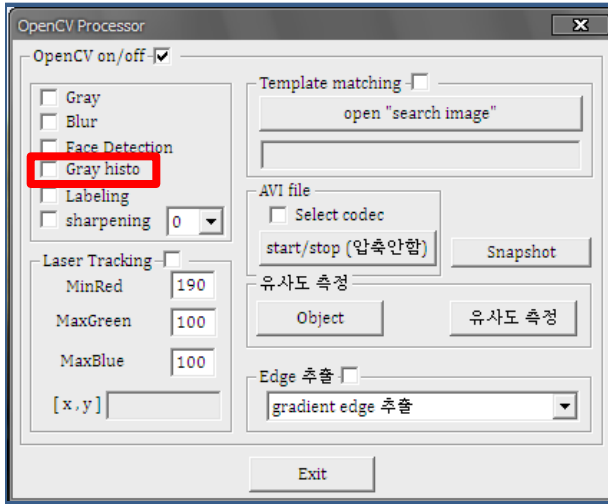 OpenCV Processor
OpenCV on/off
Gray
Blur
Face Detection
Gray histo
Labeling
sharpening 0
Laser Tracking
MinRed 190
MaxGreen 100
MaxBlue 100
[x,y]
Template matching
open "search image"
AVI file
Select codec
start/stop (압축안함)
Snapshot
유사도 측정
Object 유사도 측정
Edge 추출
gradient edge 추출
Exit